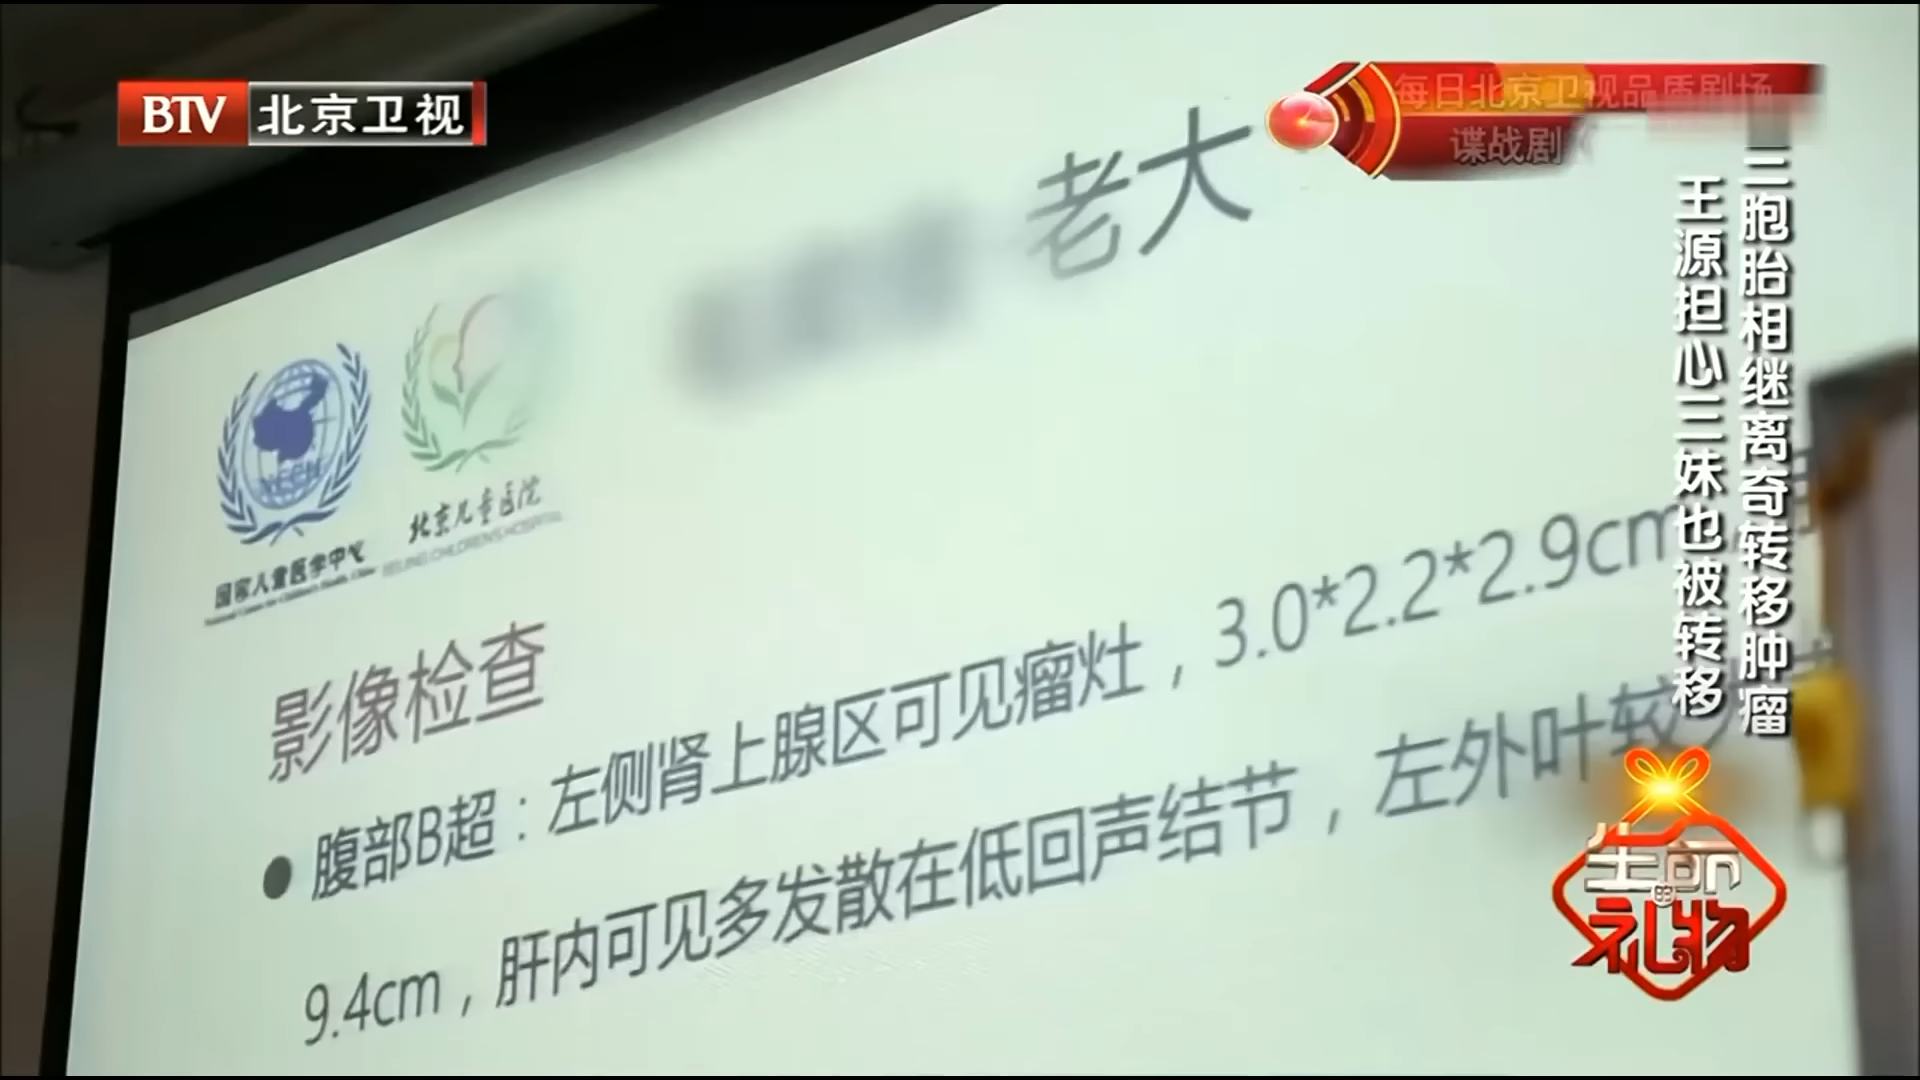 BTV 北京卫视
每日北京卫视品质剧场
谍战剧
三胞胎相继离奇转移肿瘤
王源担心三妹也被转移
老大
国家儿童医学中心
北京儿童医院
BEIJING CHILDREN'S HOSPITAL
影像检查
● 腹部B超：左侧肾上腺区可见瘤灶，3.0*2.2*2.9cm
9.4cm，肝内可见多发散在低回声结节，左外叶较
生命的礼物